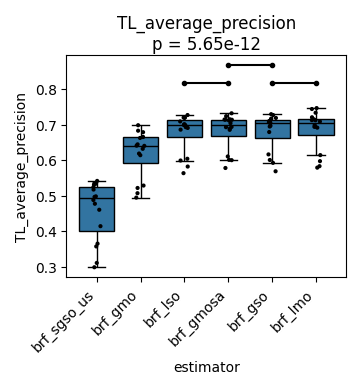 TL_average_precision
p = 5.65e-12
TL_average_precision
0.8
0.7
0.6
0.5
0.4
0.3
brf_sgso_us
brf_gmo
brf_lso
brf_gmosa
brf_gso
brf_lmo
estimator